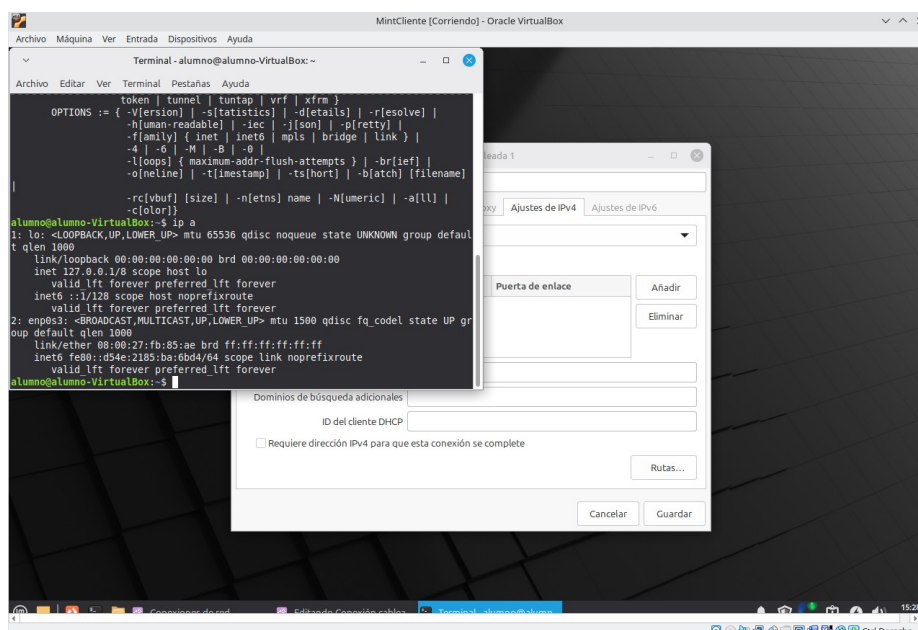 MintCliente [Corriendo] - Oracle VirtualBox
Archivo Máquina Ver Entrada Dispositivos Ayuda
Terminal - alumno@alumno-VirtualBox: ~
Archivo Editar Ver Terminal Pestañas Ayuda
token | tunnel | tuntap | vrf | xfrm }
OPTIONS := { -V[ersion] | -s[tatistics] | -d[etails] | -r[esolve] |
-h[uman-readable] | -iec | -j[son] | -p[retty] |
-f[amily] { inet | inet6 | mpls | bridge | link } |
-4 | -6 | -M | -B | -0 |
-l[oops] { maximum-addr-flush-attempts } | -br[ief] |
-o[neline] | -t[imestamp] | -ts[hort] | -b[atch] [filename]
|
-rc[vbuf] [size] | -n[etns] name | -N[umeric] | -a[ll] |
-c[olor]}
alumno@alumno-VirtualBox:~$ ip a
1: lo: <LOOPBACK,UP,LOWER_UP> mtu 65536 qdisc noqueue state UNKNOWN group defaul
t qlen 1000
link/loopback 00:00:00:00:00:00 brd 00:00:00:00:00:00
inet 127.0.0.1/8 scope host lo
valid_lft forever preferred_lft forever
inet6 ::1/128 scope host noprefixroute
valid_lft forever preferred_lft forever
2: enp0s3: <BROADCAST,MULTICAST,UP,LOWER_UP> mtu 1500 qdisc fq_codel state UP gr
oup default qlen 1000
link/ether 08:00:27:fb:85:ae brd ff:ff:ff:ff:ff:ff
inet6 fe80::d54e:2185:ba:6bd4/64 scope link noprefixroute
valid_lft forever preferred_lft forever
alumno@alumno-VirtualBox:~$
leada 1
oxy Ajustes de IPv4 Ajustes de IPv6
Puerta de enlace
Añadir
Eliminar
Dominios de búsqueda adicionales
ID del cliente DHCP
Requiere dirección IPv4 para que esta conexión se complete
Rutas...
Cancelar Guardar
Conexiones de red Editando Conexión cablea Terminal - alumno@alumno 15:28
Ctrl Derecho